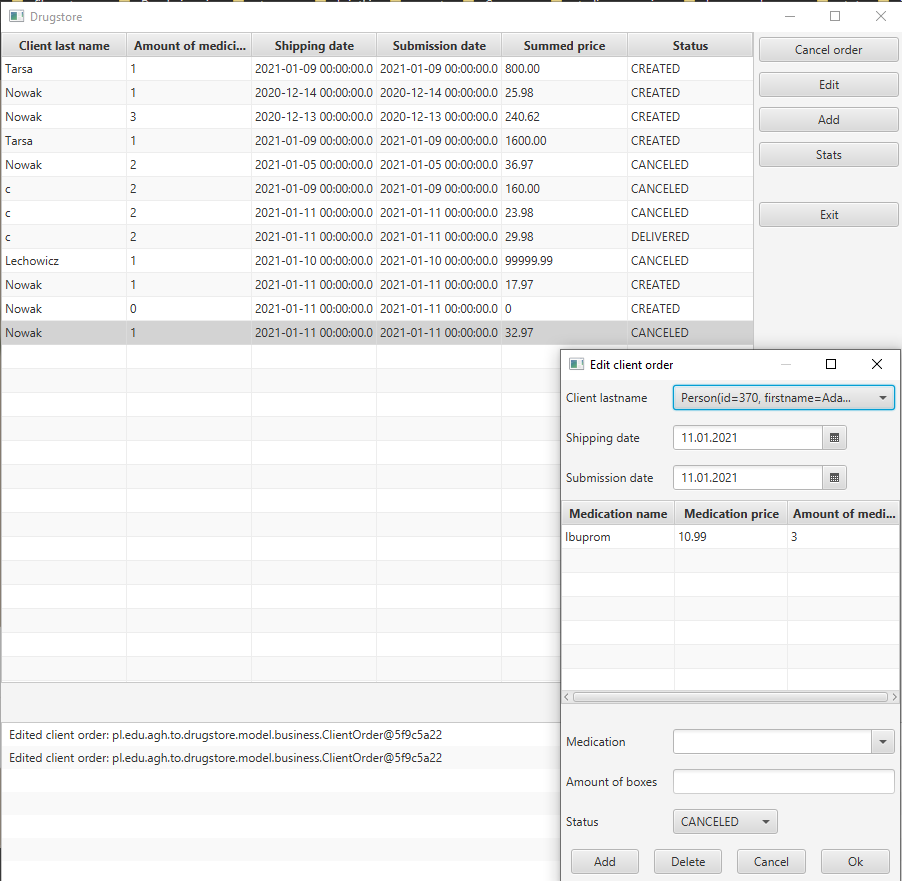 Drugstore
Client last name Amount of medici... Shipping date Submission date Summed price Status
Tarsa 1 2021-01-09 00:00:00.0 2021-01-09 00:00:00.0 800.00 CREATED
Nowak 1 2020-12-14 00:00:00.0 2020-12-14 00:00:00.0 25.98 CREATED
Nowak 3 2020-12-13 00:00:00.0 2020-12-13 00:00:00.0 240.62 CREATED
Tarsa 1 2021-01-09 00:00:00.0 2021-01-09 00:00:00.0 1600.00 CREATED
Nowak 2 2021-01-05 00:00:00.0 2021-01-05 00:00:00.0 36.97 CANCELED
c 2 2021-01-09 00:00:00.0 2021-01-09 00:00:00.0 160.00 CANCELED
c 2 2021-01-11 00:00:00.0 2021-01-11 00:00:00.0 23.98 CANCELED
c 2 2021-01-11 00:00:00.0 2021-01-11 00:00:00.0 29.98 DELIVERED
Lechowicz 1 2021-01-10 00:00:00.0 2021-01-10 00:00:00.0 99999.99 CANCELED
Nowak 1 2021-01-11 00:00:00.0 2021-01-11 00:00:00.0 17.97 CREATED
Nowak 0 2021-01-11 00:00:00.0 2021-01-11 00:00:00.0 0 CREATED
Nowak 1 2021-01-11 00:00:00.0 2021-01-11 00:00:00.0 32.97 CANCELED
Cancel order
Edit
Add
Stats
Exit
Edited client order: pl.edu.agh.to.drugstore.model.business.ClientOrder@5f9c5a22
Edited client order: pl.edu.agh.to.drugstore.model.business.ClientOrder@5f9c5a22
Edit client order
Client lastname Person(id=370, firstname=Ada...
Shipping date 11.01.2021
Submission date 11.01.2021
Medication name Medication price Amount of medi...
Ibuprom 10.99 3
Medication
Amount of boxes
Status CANCELED
Add Delete Cancel Ok